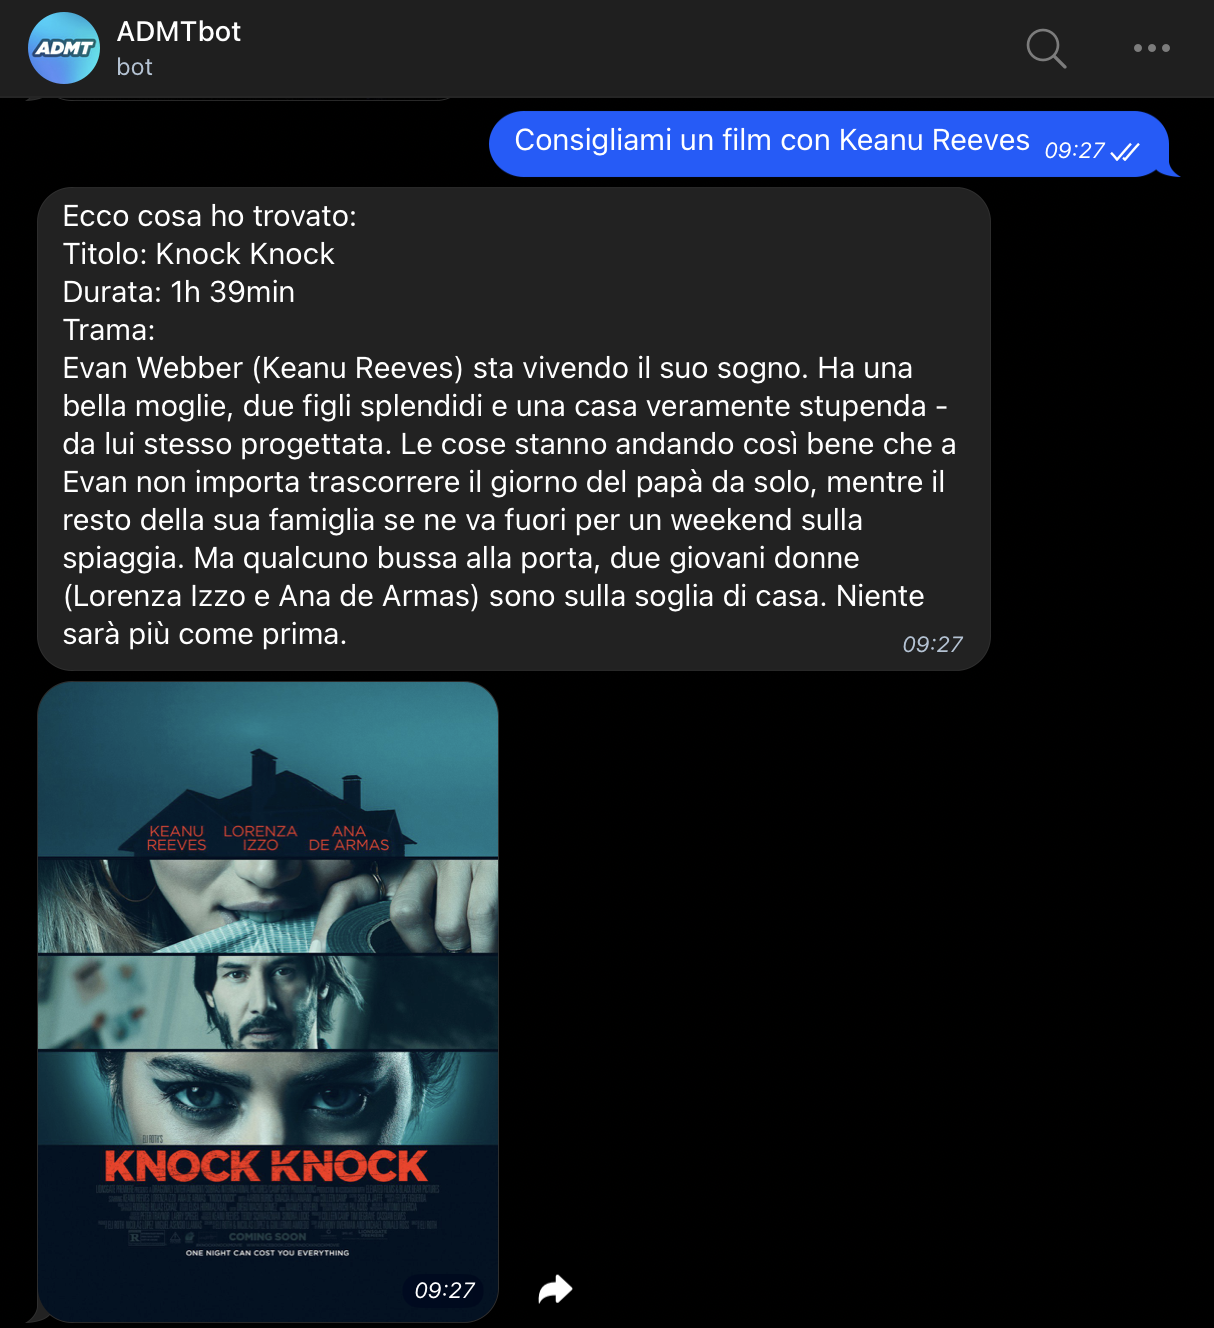 ADMT
ADMTbot
bot
Consigliami un film con Keanu Reeves 09:27
Ecco cosa ho trovato:
Titolo: Knock Knock
Durata: 1h 39min
Trama:
Evan Webber (Keanu Reeves) sta vivendo il suo sogno. Ha una
bella moglie, due figli splendidi e una casa veramente stupenda -
da lui stesso progettata. Le cose stanno andando così bene che a
Evan non importa trascorrere il giorno del papà da solo, mentre il
resto della sua famiglia se ne va fuori per un weekend sulla
spiaggia. Ma qualcuno bussa alla porta, due giovani donne
(Lorenza Izzo e Ana de Armas) sono sulla soglia di casa. Niente
sarà più come prima.
09:27
KEANU LORENZA ANA
REEVES IZZO DE ARMAS
ELI ROTH'S
KNOCK KNOCK
COMING SOON
ONE NIGHT CAN COST YOU EVERYTHING
09:27